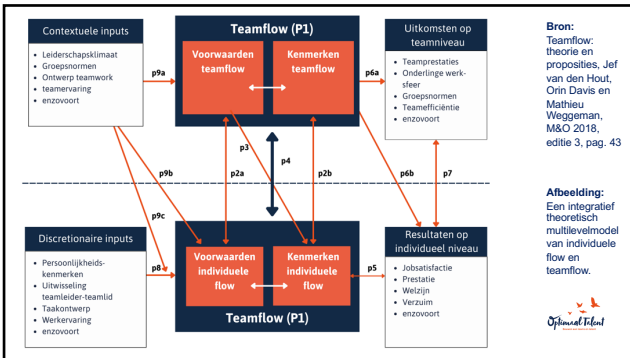 Contextuele inputs
• Leiderschapsklimaat
• Groepsnormen
• Ontwerp teamwork
• teamervaring
• enzovoort
p9a
Teamflow (P1)
Voorwaarden
teamflow
Kenmerken
teamflow
p6a
Uitkomsten op
teamniveau
• Teamprestaties
• Onderlinge werk-
sfeer
• Groepsnormen
• Teamefficiëntie
• enzovoort
p3
p4
p9b
p2a
p2b
p6b
p7
p9c
Discretionaire inputs
• Persoonlijkheids-
kenmerken
• Uitwisseling
teamleider-teamlid
• Taakontwerp
• Werkervaring
• enzovoort
p8
Voorwaarden
individuele
flow
Kenmerken
individuele
flow
Teamflow (P1)
p5
Resultaten op
individueel niveau
• Jobsatisfactie
• Prestatie
• Welzijn
• Verzuim
• enzovoort
Bron:
Teamflow:
theorie en
proposities, Jef
van den Hout,
Orin Davis en
Mathieu
Weggeman,
M&O 2018,
editie 3, pag. 43
Afbeelding:
Een integratief
theoretisch
multilevelmodel
van individuele
flow en
teamflow.
Optimaal Talent